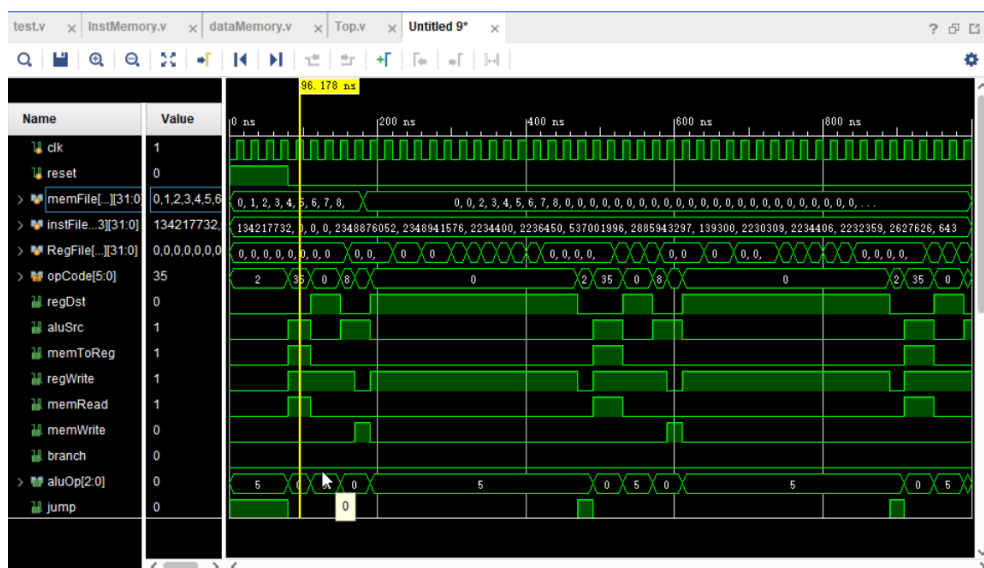 test.v × InstMemory.v × dataMemory.v × Top.v × Untitled 9* ×
?
96.178 ns
Name Value
0 ns 200 ns 400 ns 600 ns 800 ns
clk 1
reset 0
memFile[...][31:0] 0,1,2,3,4,5,6 0, 1, 2, 3, 4, 5, 6, 7, 8, 0, 0, 2, 3, 4, 5, 6, 7, 8, 0, 0, 0, 0, 0, 0, 0, 0, 0, 0, 0, 0, 0, 0, 0, 0, 0, 0, 0, ...
instFile...3][31:0] 134217732, 134217732, 0, 0, 0, 2348876052, 2348941576, 2234400, 2236450, 537001996, 2885943297, 139300, 2230309, 2234406, 2232359, 2627626, 643
RegFile[...][31:0] 0,0,0,0,0,0,0 0, 0, 0, 0, 0, 0, 0, 0 0, 0, 0 0 0, 0, 0, 0, 0, 0, 0 0 0, 0, 0, 0, 0, 0,
opCode[5:0] 35 2 35 0 8 0 2 35 0 8 0 2 35 0
regDst 0
aluSrc 1
memToReg 1
regWrite 1
memRead 1
memWrite 0
branch 0
aluOp[2:0] 0 5 0 0 5 0 5 0 5 0 5
jump 0
0